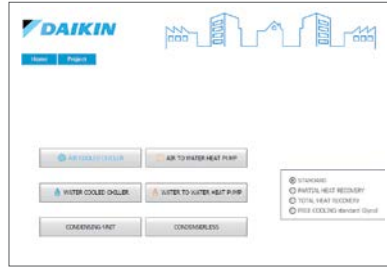 DAIKIN
Home Project
AIR COOLED CHILLER AIR TO WATER HEAT PUMP
WATER COOLED CHILLER WATER TO WATER HEAT PUMP
CONDENSING UNIT CONDENSERLESS
STANDARD
PARTIAL HEAT RECOVERY
TOTAL HEAT RECOVERY
FREE COOLING